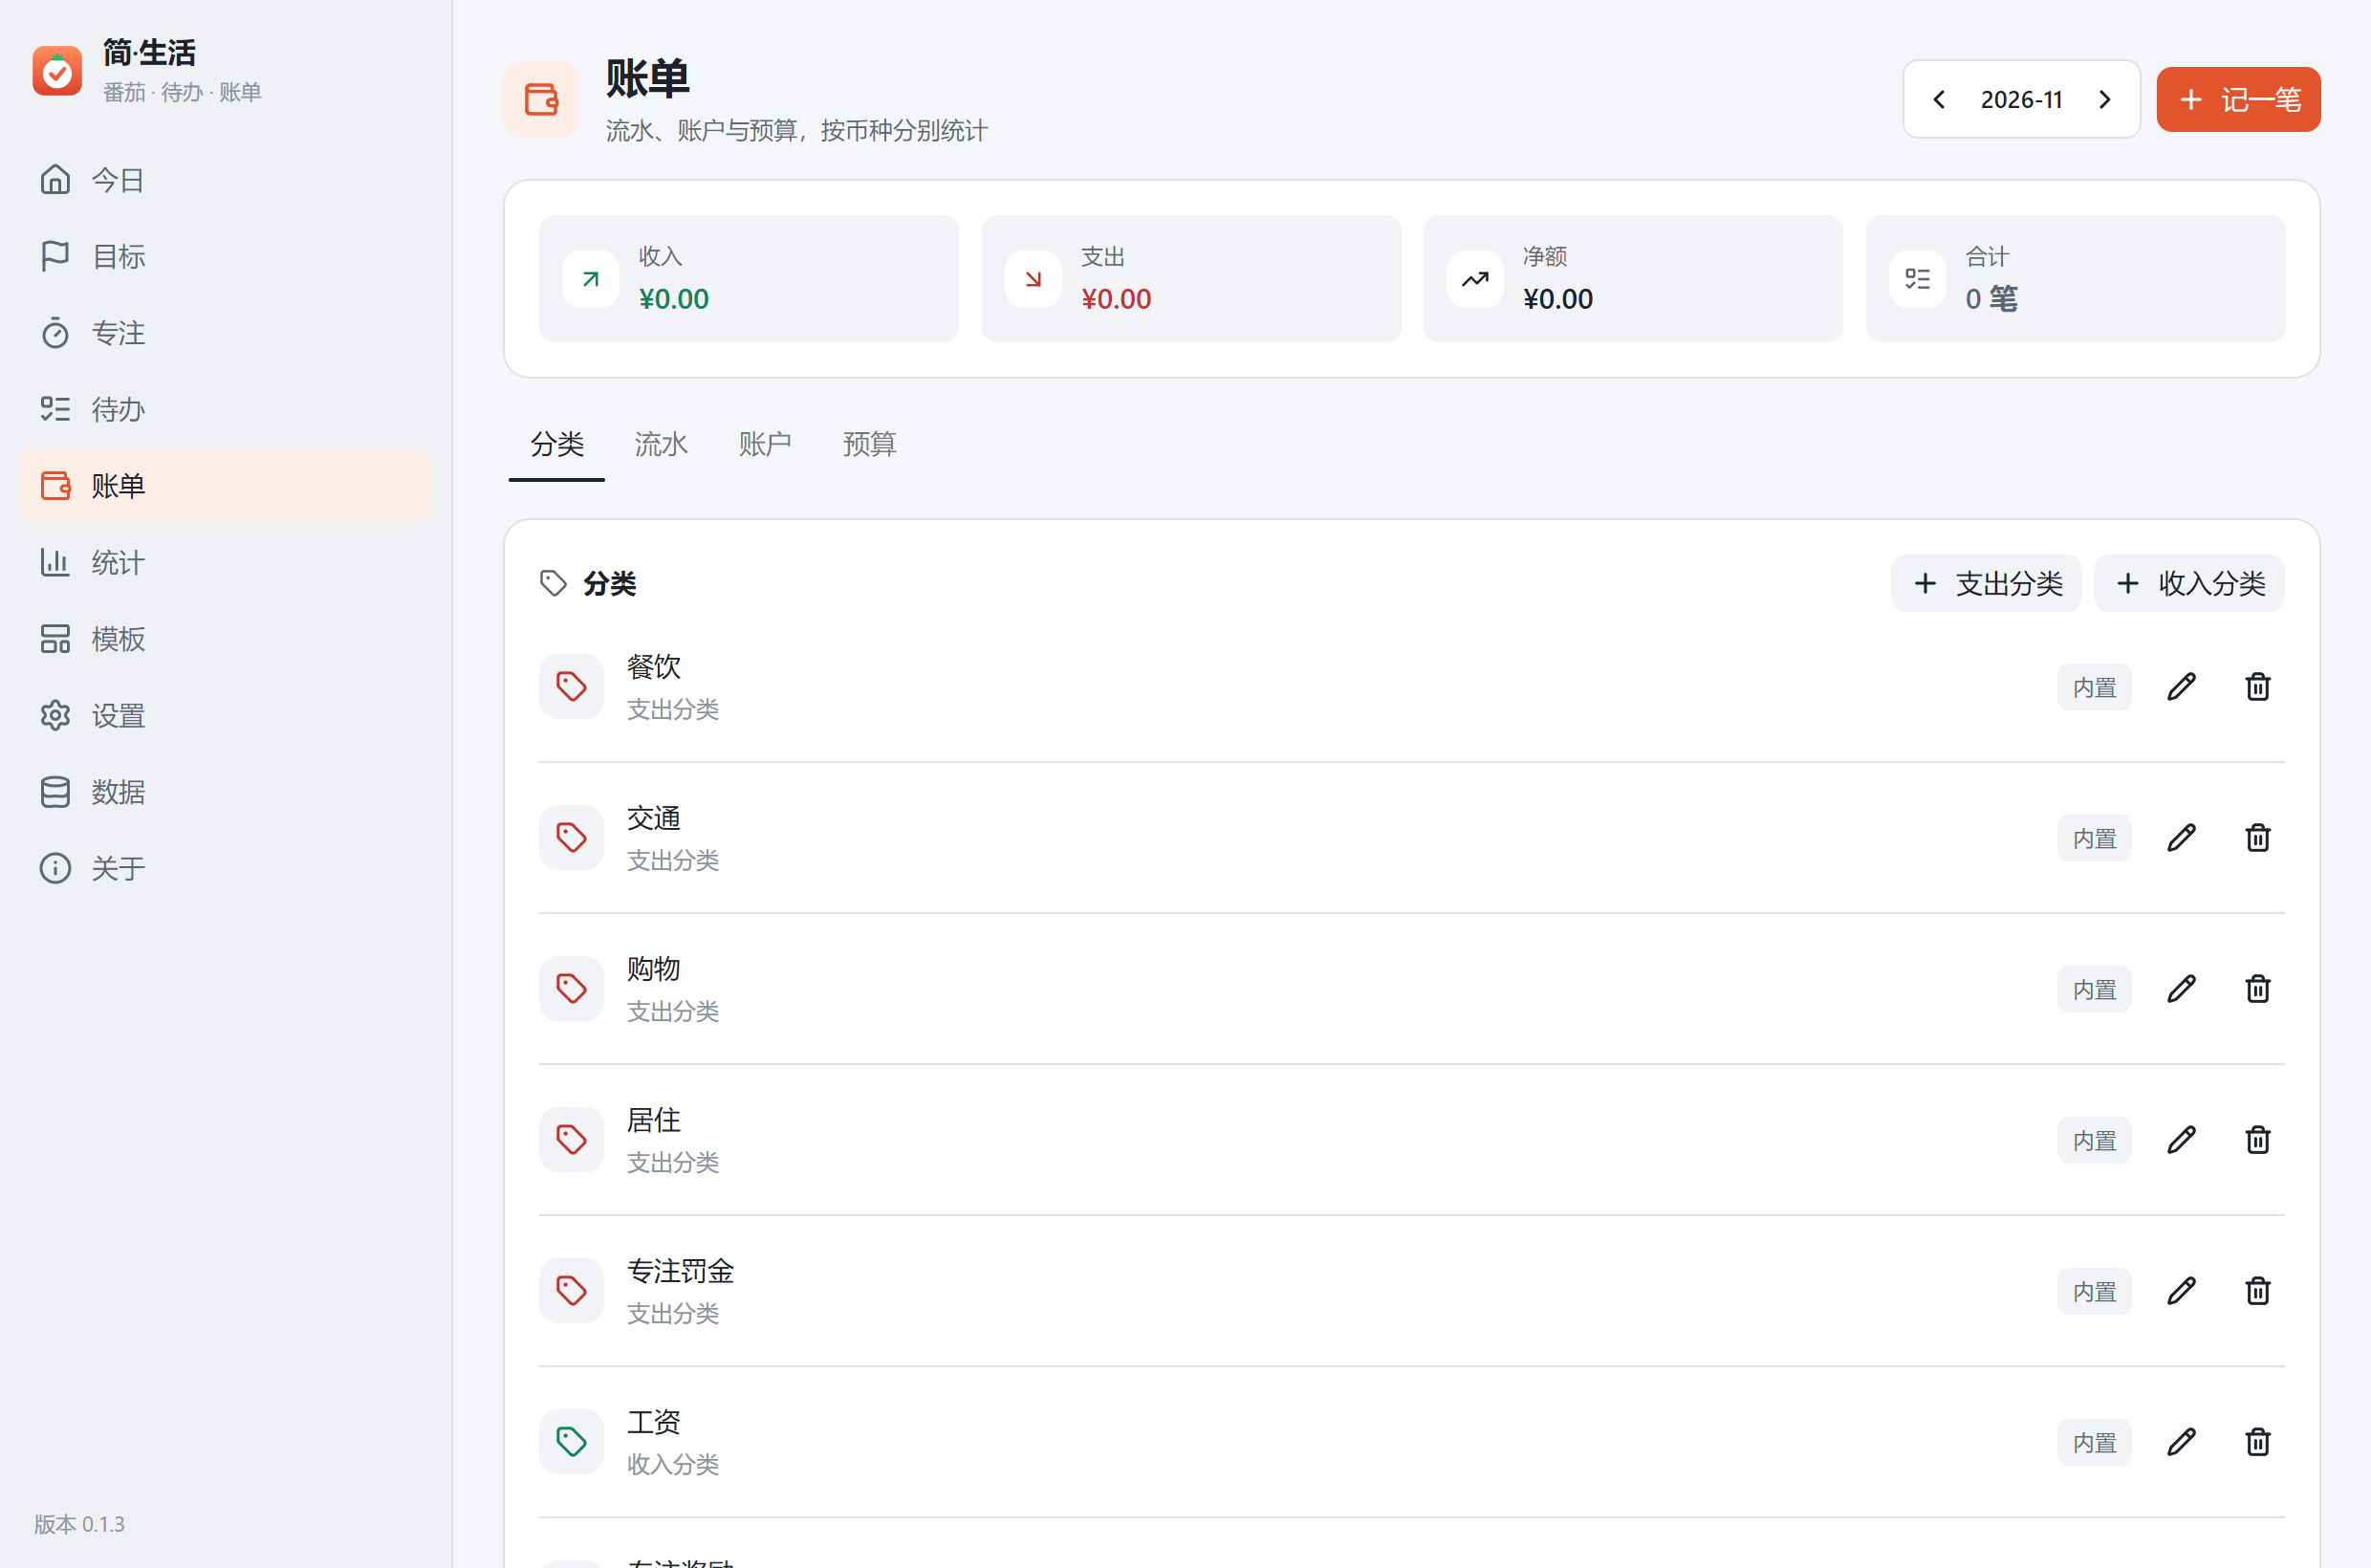 简·生活
番茄 · 待办 · 账单
今日
目标
专注
待办
账单
统计
模板
设置
数据
关于
版本 0.1.3
账单
流水、账户与预算，按币种分别统计
2026-11
记一笔
收入
¥0.00
支出
¥0.00
净额
¥0.00
合计
0 笔
分类
流水
账户
预算
分类
支出分类
收入分类
餐饮
支出分类
内置
交通
支出分类
内置
购物
支出分类
内置
居住
支出分类
内置
专注罚金
支出分类
内置
工资
收入分类
内置
专注奖励